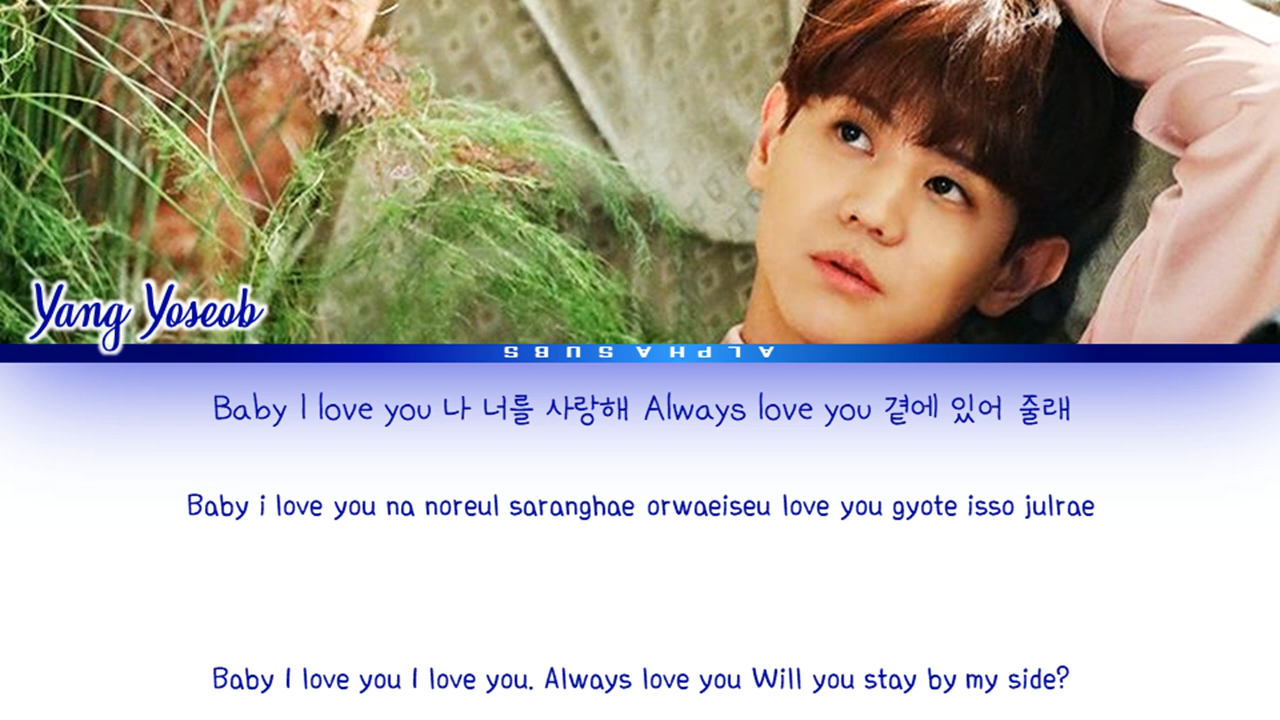 Yang Yoseob
ALPHASUBS
Baby I love you 나 너를 사랑해 Always love you 곁에 있어 줄래
Baby i love you na noreul saranghae orwaeiseu love you gyote isso julrae
Baby I love you I love you. Always love you Will you stay by my side?